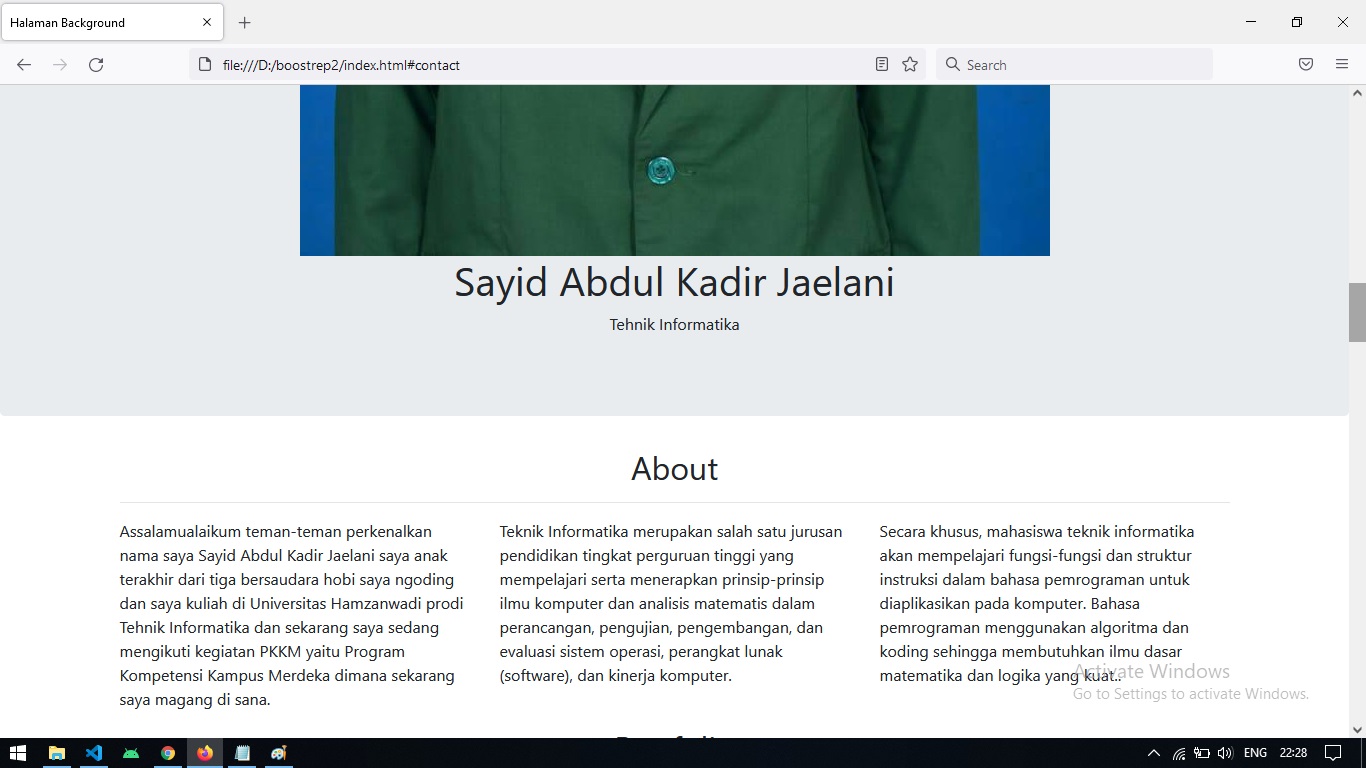 Halaman Background
file:///D:/boostrep2/index.html#contact
Search
Sayid Abdul Kadir Jaelani
Tehnik Informatika
About
Assalamualaikum teman-teman perkenalkan
nama saya Sayid Abdul Kadir Jaelani saya anak
terakhir dari tiga bersaudara hobi saya ngoding
dan saya kuliah di Universitas Hamzanwadi prodi
Tehnik Informatika dan sekarang saya sedang
mengikuti kegiatan PKKM yaitu Program
Kompetensi Kampus Merdeka dimana sekarang
saya magang di sana.
Teknik Informatika merupakan salah satu jurusan
pendidikan tingkat perguruan tinggi yang
mempelajari serta menerapkan prinsip-prinsip
ilmu komputer dan analisis matematis dalam
perancangan, pengujian, pengembangan, dan
evaluasi sistem operasi, perangkat lunak
(software), dan kinerja komputer.
Secara khusus, mahasiswa teknik informatika
akan mempelajari fungsi-fungsi dan struktur
instruksi dalam bahasa pemrograman untuk
diaplikasikan pada komputer. Bahasa
pemrograman menggunakan algoritma dan
koding sehingga membutuhkan ilmu dasar
matematika dan logika yang kuat..
Activate Windows
Go to Settings to activate Windows.
ENG
22:28